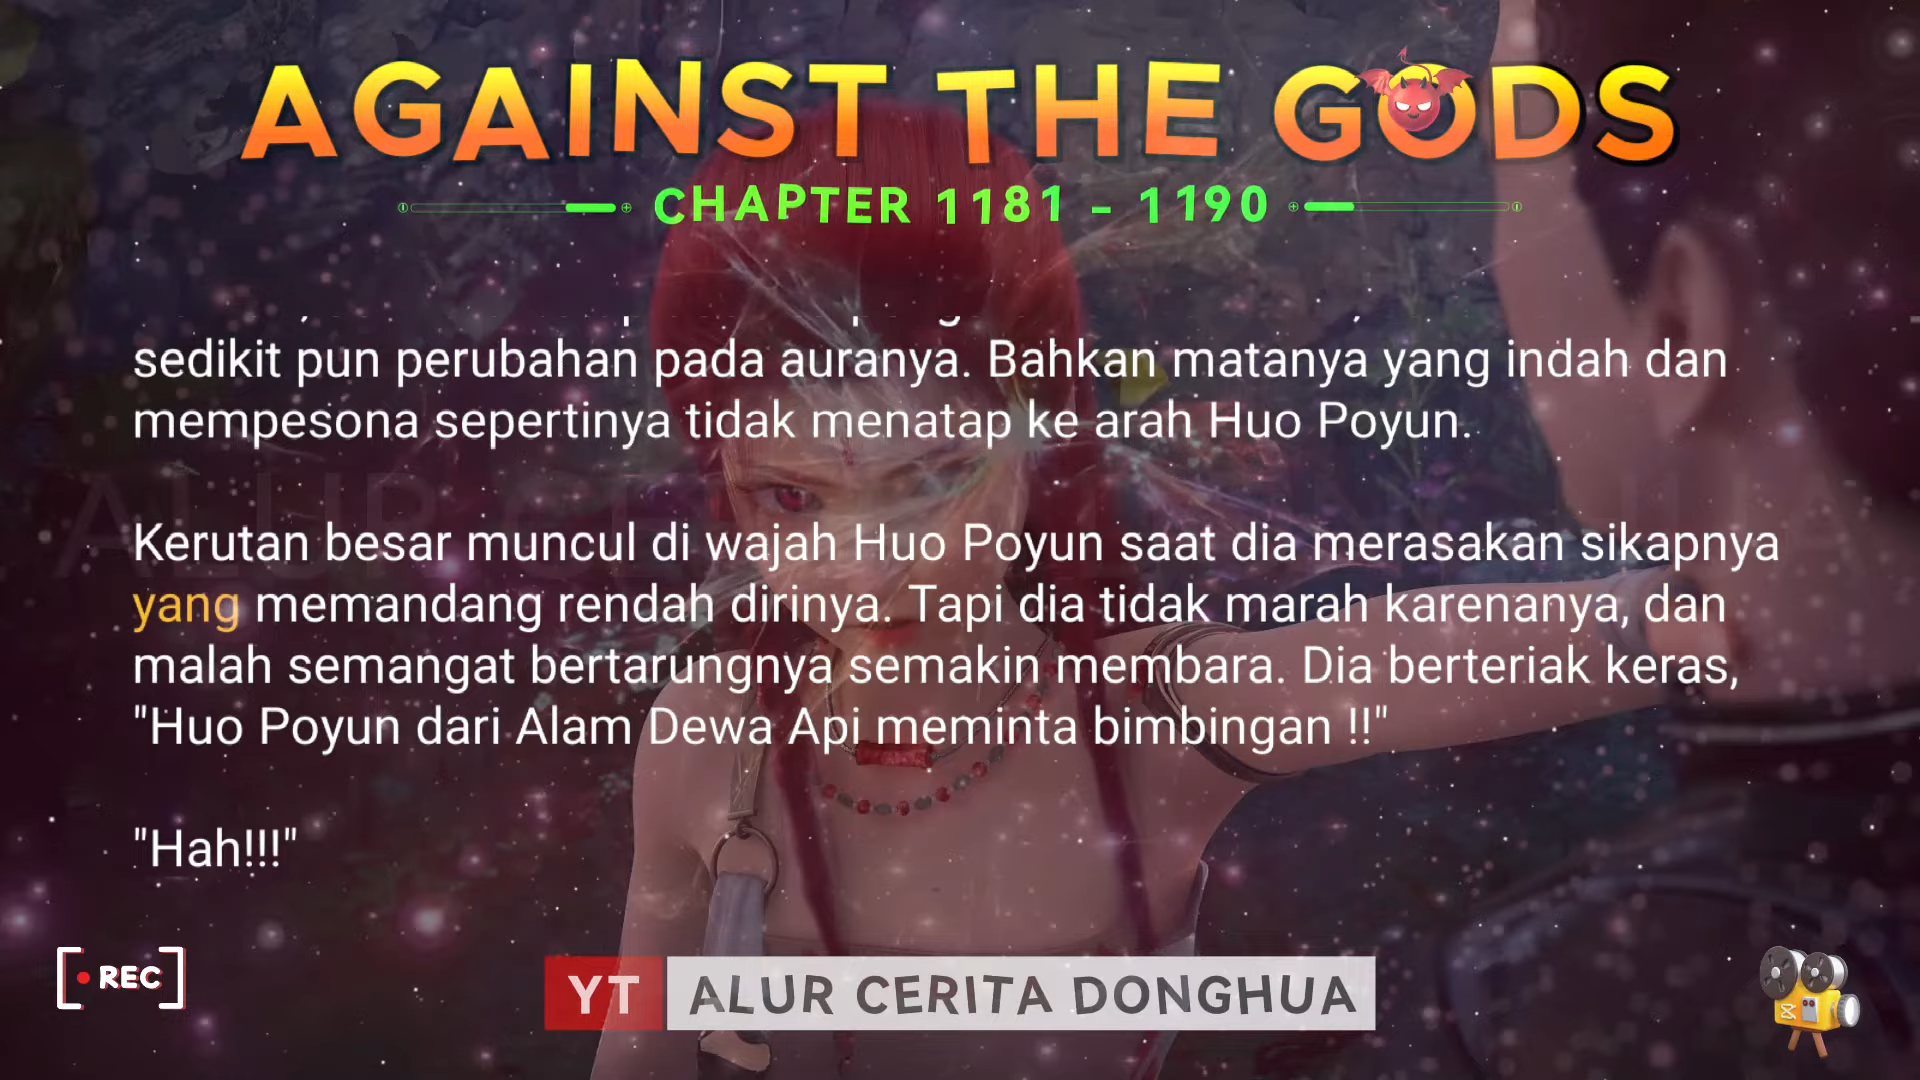 AGAINST THE GODS
CHAPTER 1181 - 1190
sedikit pun perubahan pada auranya. Bahkan matanya yang indah dan
mempesona sepertinya tidak menatap ke arah Huo Poyun.
Kerutan besar muncul di wajah Huo Poyun saat dia merasakan sikapnya
yang memandang rendah dirinya. Tapi dia tidak marah karenanya, dan
malah semangat bertarungnya semakin membara. Dia berteriak keras,
"Huo Poyun dari Alam Dewa Api meminta bimbingan !!"
"Hah!!!"
REC
YT ALUR CERITA DONGHUA